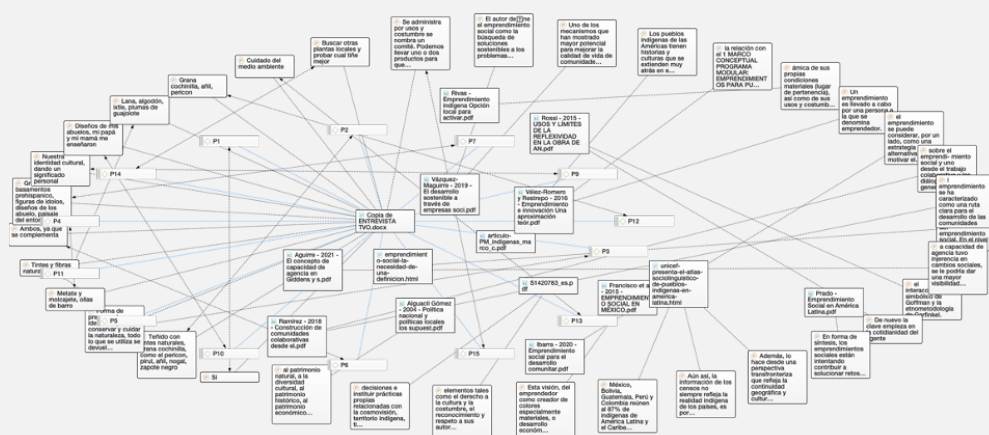 Se administra
por usos y
costumbre se
nombra un
comité. Podemos
llevar uno o dos
productos para
que...
El autor define
me el emprendimiento
social como la
búsqueda de
soluciones
sostenibles a los
problemas...
Uno de los
mecanismos que
han mostrado
mayor potencial
para mejorar la
calidad de vida de
comunidade...
Los pueblos
indígenas de las
Américas tienen
historias y
culturas que se
extienden muy
atrás en e...
la relación con el
1 MARCO
CONCEPTUAL
PROGRAMA
MODULAR:
EMPRENDIMIENT
OS PARA PU...
Buscar otras
plantas locales y
probar cual tiñe
mejor
Cuidado del
medio ambiente
Grana
cochinilla, añil,
pericon
Lana, algodón,
ixtle, plumas de
guajolote
Diseños de mis
abuelos, mi papá
y mi mamá me
enseñaron
Nuestra
identidad cultural,
dando un
significado
personal
basamentos
prehispanico,
figuras de ídolos,
diseños de los
abuelo, paisaje
del entor
Ambos, ya que
se complementa
Tintes y fibras
Metate y
molcajeta, ollas
de barro
conservar y cuidar
la naturaleza, todo
lo que se utiliza se
devuel...
Teñido con
grana cochinilla,
como el pericon,
pirul, añil, nogal,
zapote negro
Si
P1
P2
P7
P14
P9
P4
P12
P11
P3
P5
P10
P6
P15
P13
Rivas -
Emprendimiento
indígena Opción
local para
activar.pdf
Rossi - 2015 -
USOS Y LÍMITES
DE LA
REFLEXIVIDAD
EN LA OBRA DE
AN.pdf
Vázquez-
Maguirre - 2019 -
El desarrollo
sostenible a
través de
empresas soci.pdf
Vélez-Romero
y Restrepo - 2016
- Emprendimiento
e innovación Una
aproximación
teór.pdf
Copia de
ENTREVISTA
TVO.docx
articulo-
PM_indigenas_ma
rco_c.pdf
Aguirre - 2021 -
El concepto de
capacidad de
agencia en
Giddens y s.pdf
emprendimient
o-social-la-
necesidad-de-
una-
definicion.html
S1420783_es.p
df
Francisco et a
- 2015 -
EMPRENDIMIEN
O SOCIAL EN
MÉXICO.pdf
unicef-
presenta-el-atlas-
sociolinguistico-
de-pueblos-
indigenas-en-
america-
latina.html
Alguacil Gómez
- 2004 - Política
nacional y
políticas locales
los supuest.pdf
Ramírez - 2018
- Construcción de
comunidades
colaborativas
desde el.pdf
Ibarra - 2020 -
Emprendimiento
social para el
desarrollo
comunitar.pdf
Prado -
Emprendimiento
Social en América
Latina.pdf
ámica de sus
propias
condiciones
materiales (lugar
de pertenencia),
así como de sus
usos y costumb...
Un
emprendimiento
es llevado a cabo
por una persona a
la que se
denomina
emprendedor.
el
emprendimiento
se puede
considerar, por un
lado, como una
estrategia
alternativa
motivar el.
sobre el
emprendi- miento
social y uno
desde el trabajo
emprendimiento
se ha
caracterizado
como una ruta
clara para el
desarrollo de las
comunidades
a capacidad de
agencia tuvo
injerencia en
cambios sociales,
se le podría dar
una mayor
visibilidad...
el
interac
simbólico de
Goffman y la
etnometodología
de Garfinkel.
De nuevo la
clave empieza en
cotidianidad del
gente
En forma de
síntesis, los
emprendimientos
sociales están
intentando
contribuir a
solucionar retos...
Además, lo
hace desde una
perspectiva
transfronteriza
que refleja la
continuidad
geográfica y
cultur...
Aún así, la
información de los
censos no
siempre refleja la
realidad indígena
de los países, es
por...
México,
Bolivia,
Guatemala, Perú
y Colombia
reúnen al 87% de
indígenas de
América Latina y
el Caribe...
Esta visión, del
emprendedor
como creador de
valores
especialmente
materiales, o
desarrollo
económ...
elementos tales
como el derecho a
la cultura y la
costumbre, el
reconocimiento y
respeto a sus
autor...
decisiones e
instituir prácticas
propias
relacionadas con
la cosmovisión,
territorio indígena,
ti...
al patrimonio
natural, a la
diversidad
cultural, al
patrimonio
histórico, al
patrimonio
económico...